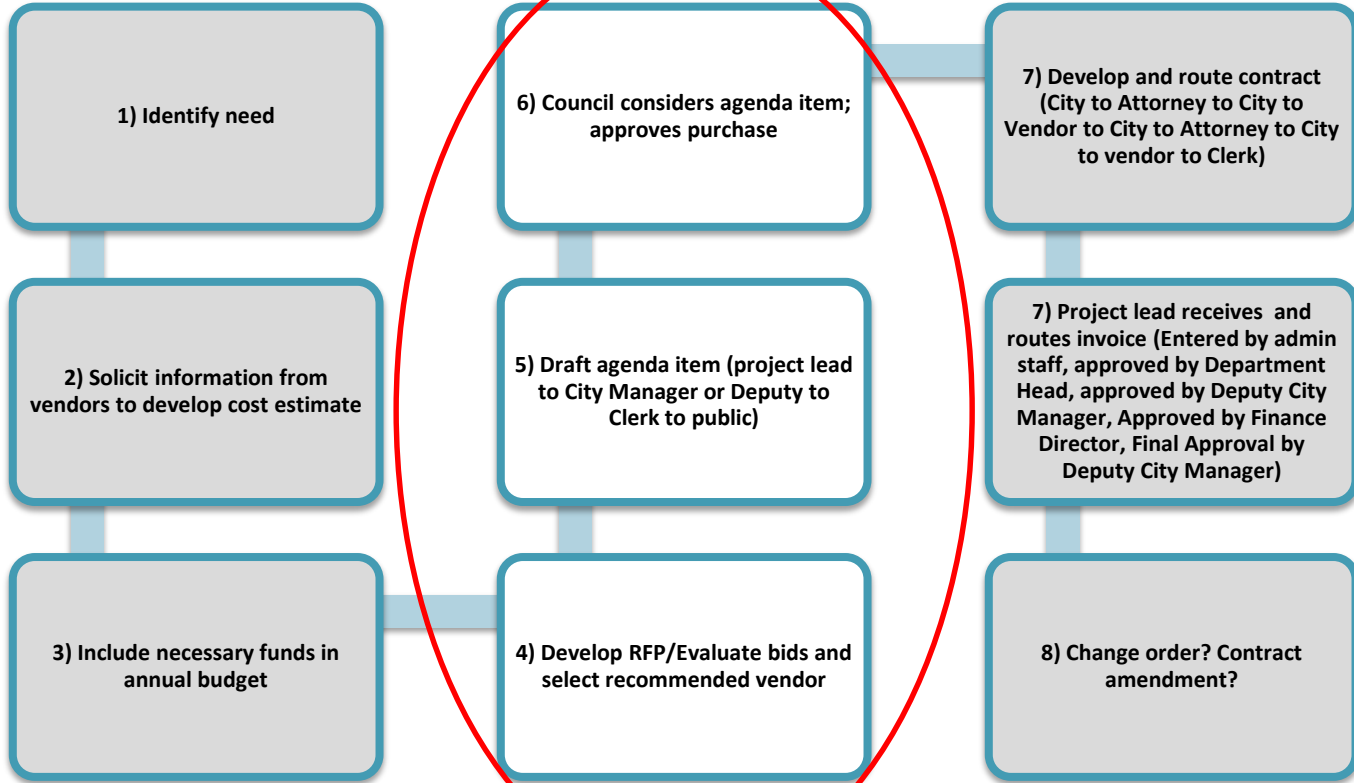 1) Identify need
2) Solicit information from
vendors to develop cost estimate
3) Include necessary funds in
annual budget
4) Develop RFP/Evaluate bids and
select recommended vendor
5) Draft agenda item (project lead
to City Manager or Deputy to
Clerk to public)
6) Council considers agenda item;
approves purchase
7) Develop and route contract
(City to Attorney to City to
Vendor to City to Attorney to City
to vendor to Clerk)
7) Project lead receives and
routes invoice (Entered by admin
staff, approved by Department
Head, approved by Deputy City
Manager, Approved by Finance
Director, Final Approval by
Deputy City Manager)
8) Change order? Contract
amendment?